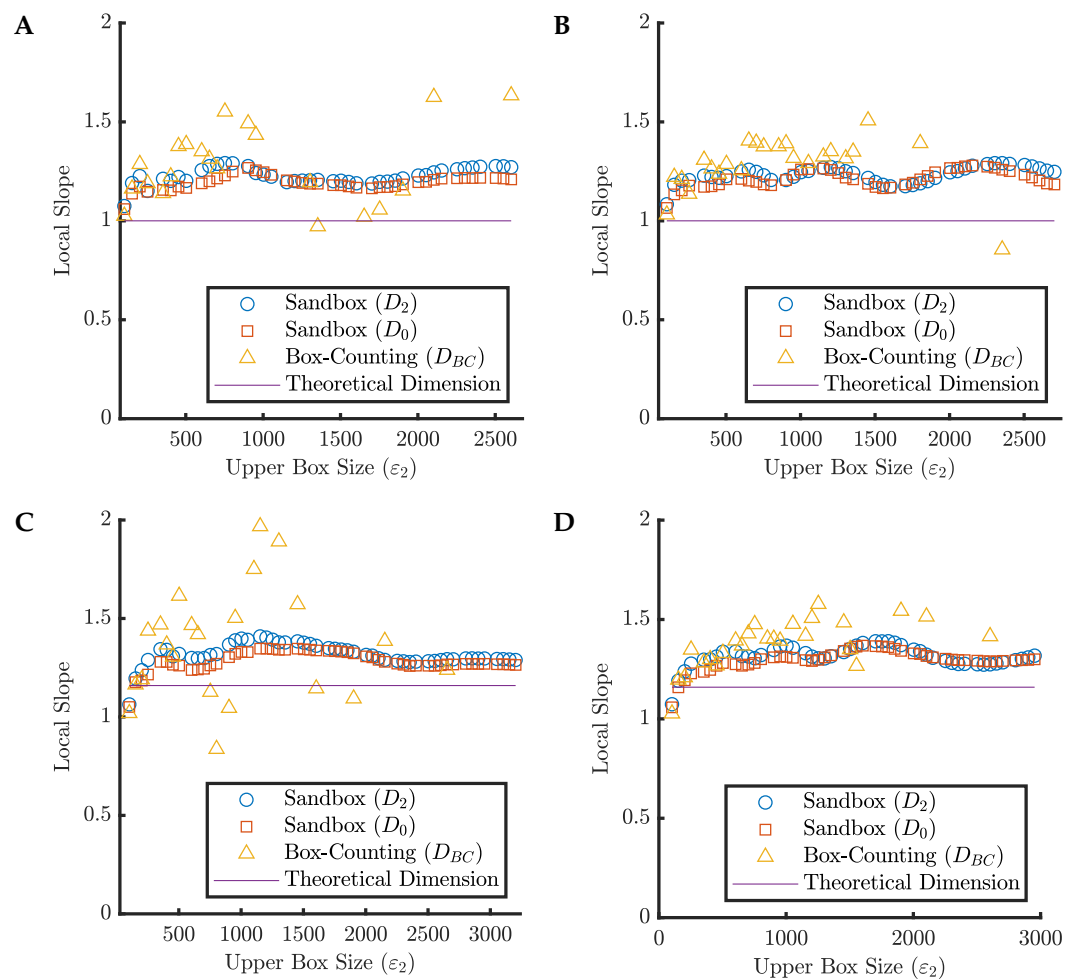 A
2
1.5
1
0.5
0
Local Slope
Sandbox (D₂)
Sandbox (D₀)
Box-Counting (D_BC)
Theoretical Dimension
500 1000 1500 2000 2500
Upper Box Size (ε₂)
B
2
1.5
1
0.5
0
Local Slope
Sandbox (D₂)
Sandbox (D₀)
Box-Counting (D_BC)
Theoretical Dimension
500 1000 1500 2000 2500
Upper Box Size (ε₂)
C
2
1.5
1
0.5
0
Local Slope
Sandbox (D₂)
Sandbox (D₀)
Box-Counting (D_BC)
Theoretical Dimension
500 1000 1500 2000 2500 3000
Upper Box Size (ε₂)
D
2
1.5
1
0.5
0
Local Slope
Sandbox (D₂)
Sandbox (D₀)
Box-Counting (D_BC)
Theoretical Dimension
0 1000 2000 3000
Upper Box Size (ε₂)